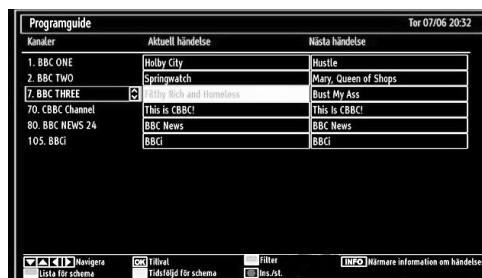 Programguide Tor 07/06 20:32
Kanaler Aktuell händelse Nästa händelse
1. BBC ONE Holby City Hustle
2. BBC TWO Springwatch Mary, Queen of Shops
7. BBC THREE Filthy Rich and Homeless Bust My Ass
70. CBBC Channel This is CBBC! This Is CBBC!
80. BBC NEWS 24 BBC News BBC News
105. BBCi BBCi BBCi
Navigera OK Tillval Filter INFO Närmare information om händelse
Lista för schema Tidsföljd för schema Ins./st.